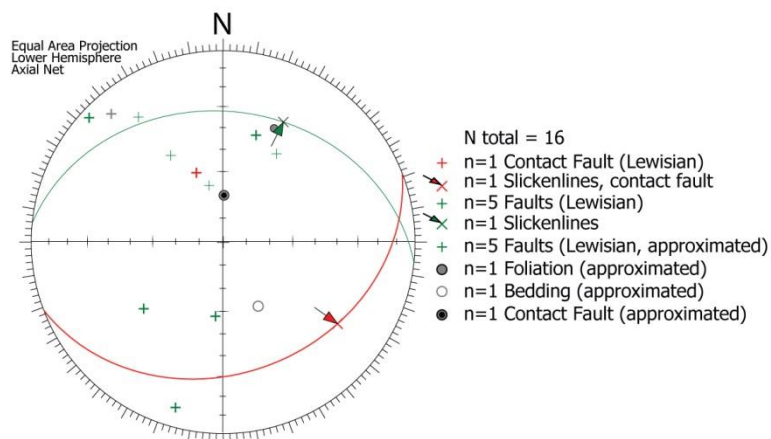 N
Equal Area Projection
Lower Hemisphere
Axial Net
N total = 16
n=1 Contact Fault (Lewisian)
n=1 Slickenlines, contact fault
n=5 Faults (Lewisian)
n=1 Slickenlines
n=5 Faults (Lewisian, approximated)
n=1 Foliation (approximated)
n=1 Bedding (approximated)
n=1 Contact Fault (approximated)